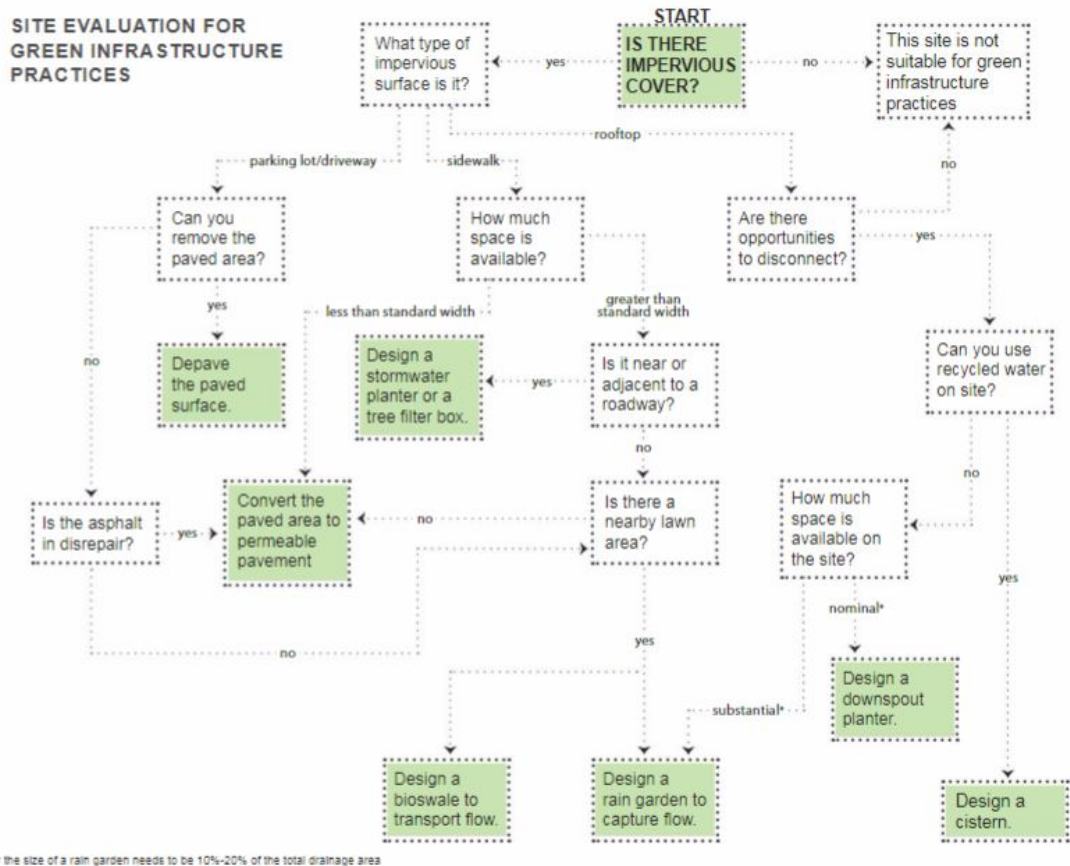 SITE EVALUATION FOR
GREEN INFRASTRUCTURE
PRACTICES
What type of
impervious
surface is it?
yes
START
IS THERE
IMPERVIOUS
COVER?
no
This site is not
suitable for green
infrastructure
practices
rooftop
parking lot/driveway
sidewalk
no
Can you
remove the
paved area?
How much
space is
available?
Are there
opportunities
to disconnect?
yes
yes
less than standard width
greater than
standard width
no
Depave
the paved
surface.
Design a
stormwater
planter or a
tree filter box.
yes
Is it near or
adjacent to a
roadway?
Can you use
recycled water
on site?
no
no
Is the asphalt
in disrepair?
yes
Convert the
paved area to
permeable
pavement
no
Is there a
nearby lawn
area?
How much
space is
available on
the site?
yes
nominal*
no
yes
Design a
downspout
planter.
substantial*
Design a
bioswale to
transport flow.
Design a
rain garden to
capture flow.
Design a
cistern.
the size of a rain garden needs to be 10%-20% of the total drainage area